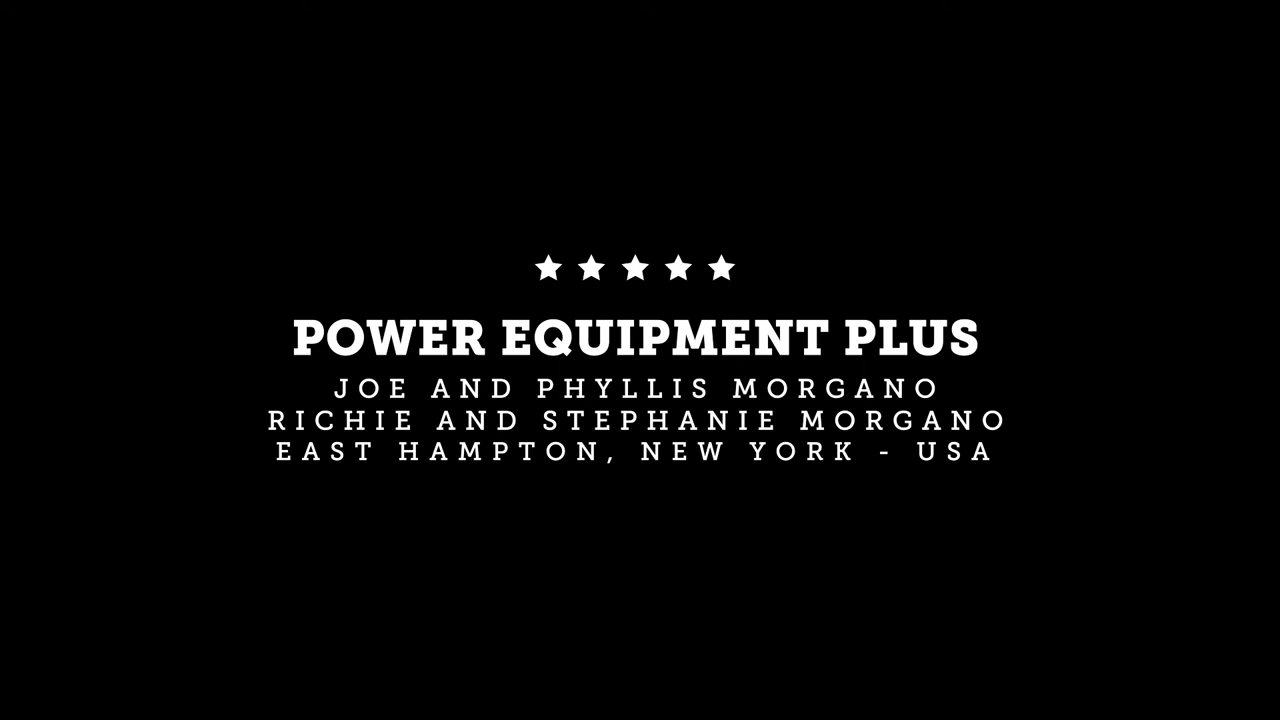 POWER EQUIPMENT PLUS
JOE AND PHYLLIS MORGANO
RICHIE AND STEPHANIE MORGANO
EAST HAMPTON, NEW YORK - USA